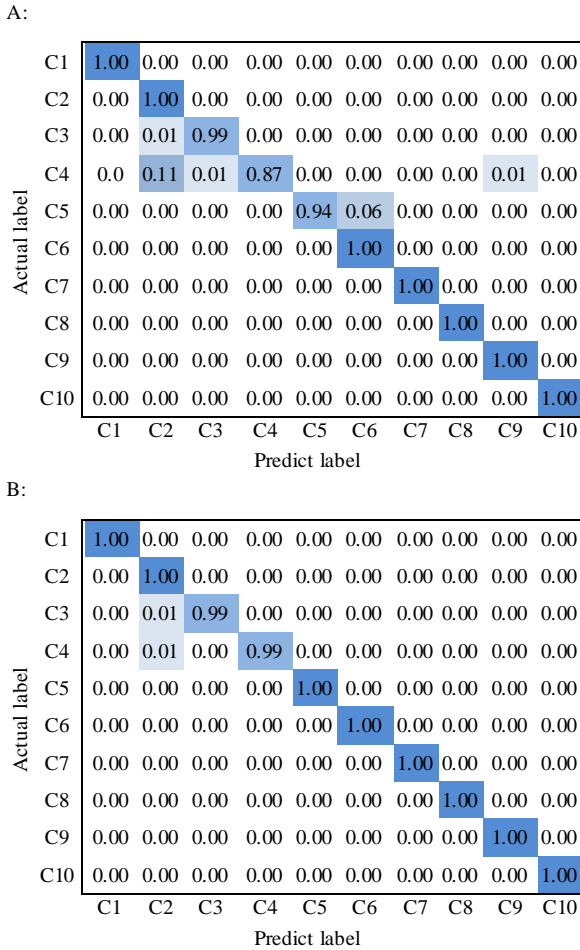 A:
C1 1.00 0.00 0.00 0.00 0.00 0.00 0.00 0.00 0.00 0.00
C2 0.00 1.00 0.00 0.00 0.00 0.00 0.00 0.00 0.00 0.00
C3 0.00 0.01 0.99 0.00 0.00 0.00 0.00 0.00 0.00 0.00
C4 0.0 0.11 0.01 0.87 0.00 0.00 0.00 0.00 0.01 0.00
C5 0.00 0.00 0.00 0.00 0.94 0.06 0.00 0.00 0.00 0.00
C6 0.00 0.00 0.00 0.00 0.00 1.00 0.00 0.00 0.00 0.00
C7 0.00 0.00 0.00 0.00 0.00 0.00 1.00 0.00 0.00 0.00
C8 0.00 0.00 0.00 0.00 0.00 0.00 0.00 1.00 0.00 0.00
C9 0.00 0.00 0.00 0.00 0.00 0.00 0.00 0.00 1.00 0.00
C10 0.00 0.00 0.00 0.00 0.00 0.00 0.00 0.00 0.00 1.00
C1 C2 C3 C4 C5 C6 C7 C8 C9 C10
Predict label
Actual label
B:
C1 1.00 0.00 0.00 0.00 0.00 0.00 0.00 0.00 0.00 0.00
C2 0.00 1.00 0.00 0.00 0.00 0.00 0.00 0.00 0.00 0.00
C3 0.00 0.01 0.99 0.00 0.00 0.00 0.00 0.00 0.00 0.00
C4 0.00 0.01 0.00 0.99 0.00 0.00 0.00 0.00 0.00 0.00
C5 0.00 0.00 0.00 0.00 1.00 0.00 0.00 0.00 0.00 0.00
C6 0.00 0.00 0.00 0.00 0.00 1.00 0.00 0.00 0.00 0.00
C7 0.00 0.00 0.00 0.00 0.00 0.00 1.00 0.00 0.00 0.00
C8 0.00 0.00 0.00 0.00 0.00 0.00 0.00 1.00 0.00 0.00
C9 0.00 0.00 0.00 0.00 0.00 0.00 0.00 0.00 1.00 0.00
C10 0.00 0.00 0.00 0.00 0.00 0.00 0.00 0.00 0.00 1.00
C1 C2 C3 C4 C5 C6 C7 C8 C9 C10
Predict label
Actual label